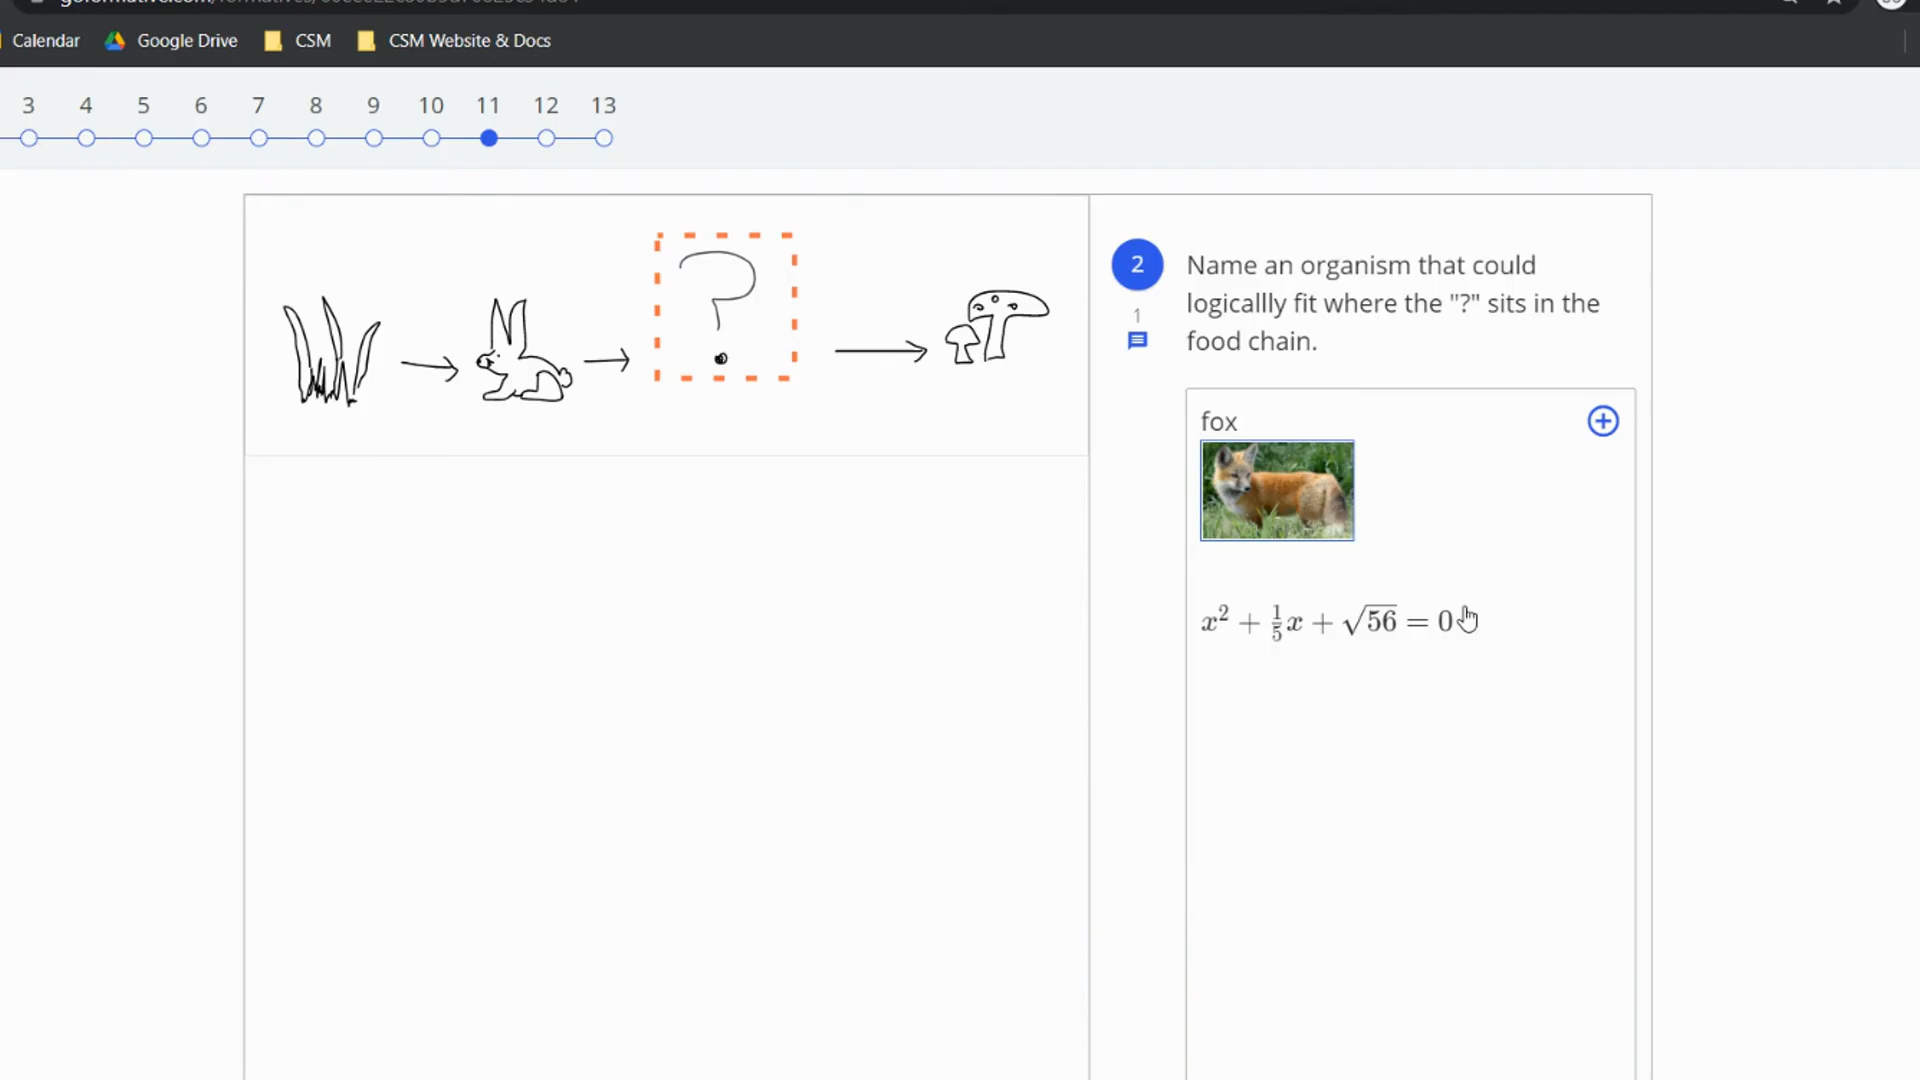 Calendar Google Drive CSM CSM Website & Docs
3 4 5 6 7 8 9 10 11 12 13
?
2 Name an organism that could
logicallly fit where the "?" sits in the
1
food chain.
fox
x² + 1/5 x + √56 = 0